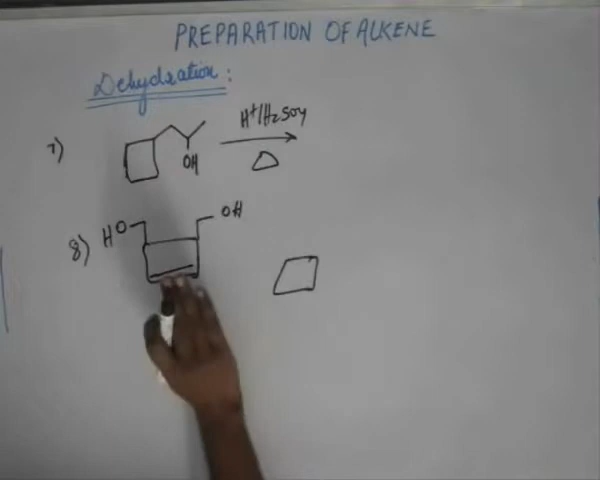 PREPARATION OF ALKENE
Dehydration:
7) OH H+/H2SO4 △
8) HO OH